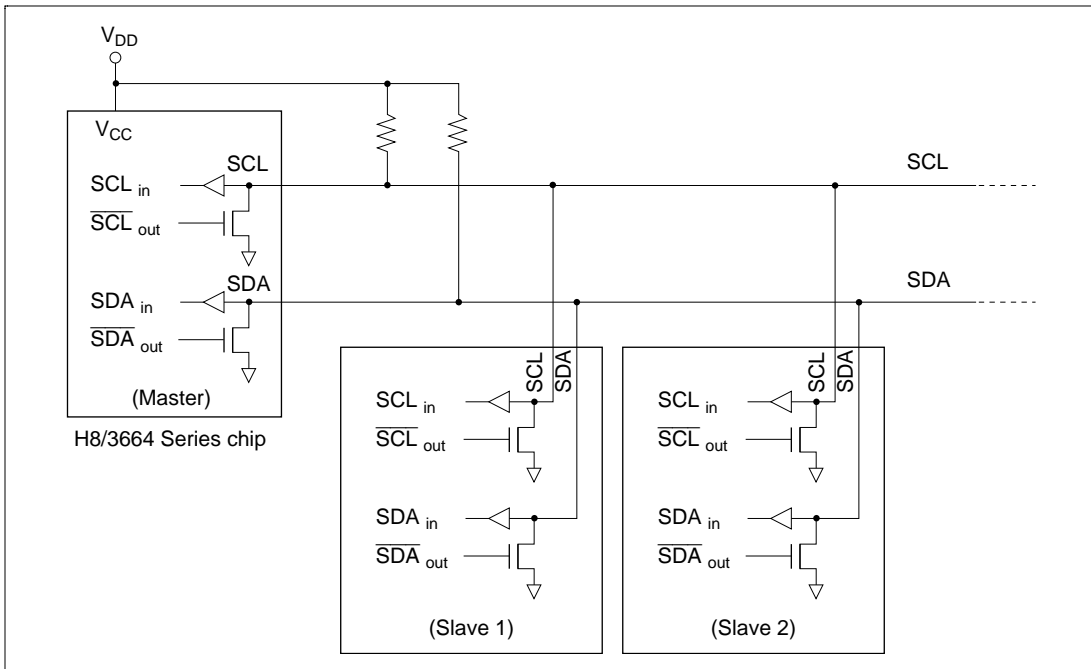 VDD
VCC
SCL
SCL in
SCL out
SDA
SDA in
SDA out
(Master)
H8/3664 Series chip
SCL
SDA
SCL
SDA
SCL in
SCL out
SDA in
SDA out
(Slave 1)
SCL
SDA
SCL in
SCL out
SDA in
SDA out
(Slave 2)